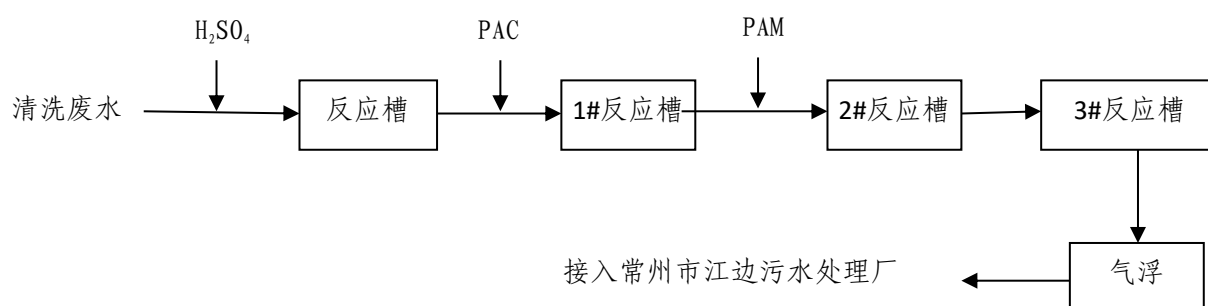 H₂SO₄
PAC
PAM
清洗废水
反应槽
1#反应槽
2#反应槽
3#反应槽
接入常州市江边污水处理厂
气浮